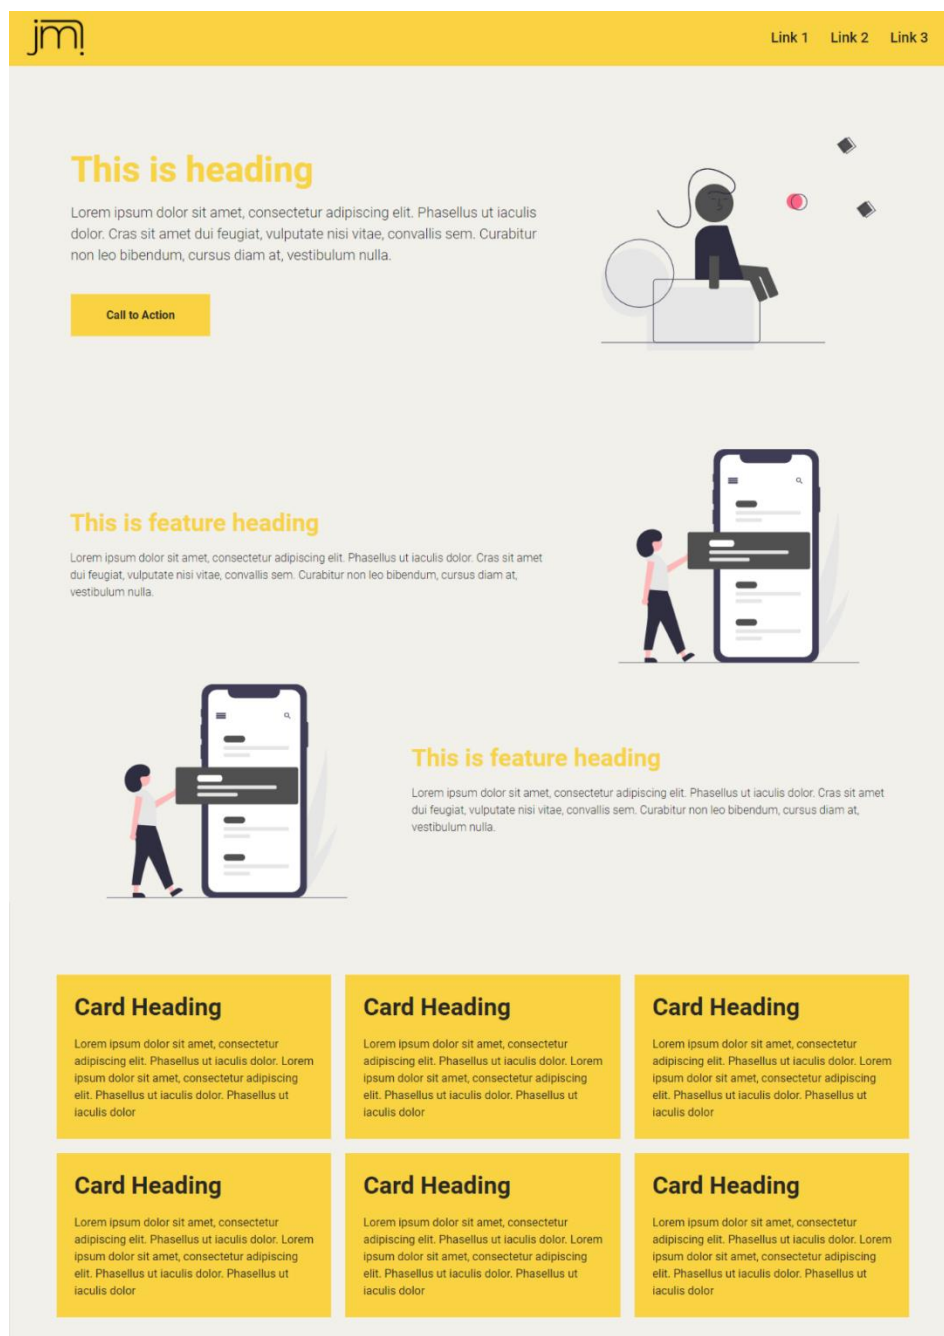 jm
Link 1 Link 2 Link 3
This is heading
Lorem ipsum dolor sit amet, consectetur adipiscing elit. Phasellus ut iaculis
dolor. Cras sit amet dui feugiat, vulputate nisi vitae, convallis sem. Curabitur
non leo bibendum, cursus diam at, vestibulum nulla.
Call to Action
This is feature heading
Lorem ipsum dolor sit amet, consectetur adipiscing elit. Phasellus ut iaculis dolor. Cras sit amet
dui feugiat, vulputate nisi vitae, convallis sem. Curabitur non leo bibendum, cursus diam at,
vestibulum nulla.
This is feature heading
Lorem ipsum dolor sit amet, consectetur adipiscing elit. Phasellus ut iaculis dolor. Cras sit amet
dui feugiat, vulputate nisi vitae, convallis sem. Curabitur non leo bibendum, cursus diam at,
vestibulum nulla.
Card Heading
Lorem ipsum dolor sit amet, consectetur
adipiscing elit. Phasellus ut iaculis dolor. Lorem
ipsum dolor sit amet, consectetur adipiscing
elit. Phasellus ut iaculis dolor. Phasellus ut
iaculis dolor
Card Heading
Lorem ipsum dolor sit amet, consectetur
adipiscing elit. Phasellus ut iaculis dolor. Lorem
ipsum dolor sit amet, consectetur adipiscing
elit. Phasellus ut iaculis dolor. Phasellus ut
iaculis dolor
Card Heading
Lorem ipsum dolor sit amet, consectetur
adipiscing elit. Phasellus ut iaculis dolor. Lorem
ipsum dolor sit amet, consectetur adipiscing
elit. Phasellus ut iaculis dolor. Phasellus ut
iaculis dolor
Card Heading
Lorem ipsum dolor sit amet, consectetur
adipiscing elit. Phasellus ut iaculis dolor. Lorem
ipsum dolor sit amet, consectetur adipiscing
elit. Phasellus ut iaculis dolor. Phasellus ut
iaculis dolor
Card Heading
Lorem ipsum dolor sit amet, consectetur
adipiscing elit. Phasellus ut iaculis dolor. Lorem
ipsum dolor sit amet, consectetur adipiscing
elit. Phasellus ut iaculis dolor. Phasellus ut
iaculis dolor
Card Heading
Lorem ipsum dolor sit amet, consectetur
adipiscing elit. Phasellus ut iaculis dolor. Lorem
ipsum dolor sit amet, consectetur adipiscing
elit. Phasellus ut iaculis dolor. Phasellus ut
iaculis dolor